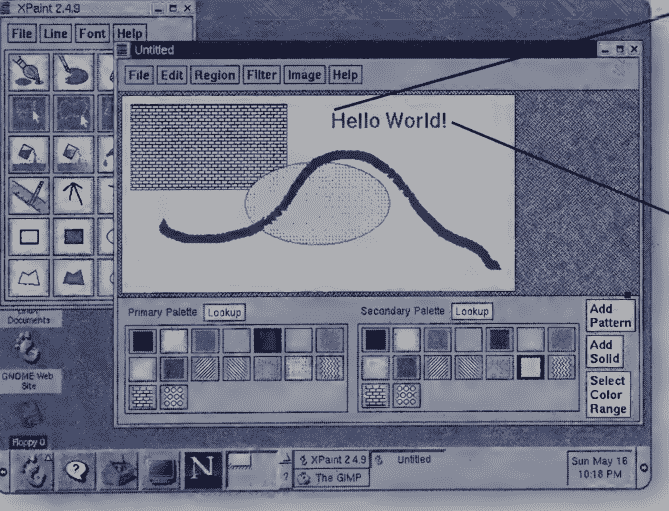 XPaint 2.4.9
File Line Font Help
Untitled
File Edit Region Filter Image Help
Hello World!
Primary Palette Lookup
Secondary Palette Lookup
Add
Pattern
Add
Solid
Select
Color
Range
Documents
GNOME Web
Site
Floppy 0
N
XPaint 2.4.9
Untitled
The GIMP
Sun May 16
10:18 PM